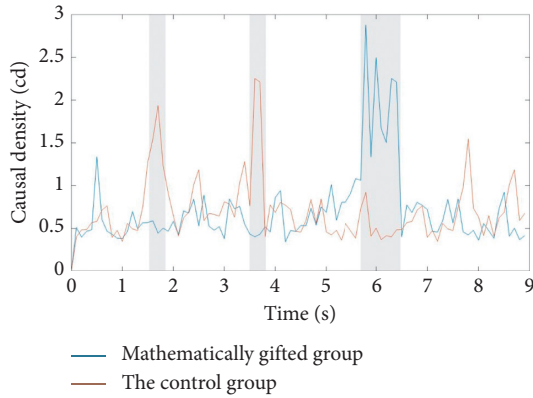 3
2.5
2
1.5
1
0.5
0
Causal density (cd)
0 1 2 3 4 5 6 7 8 9
Time (s)
Mathematically gifted group
The control group